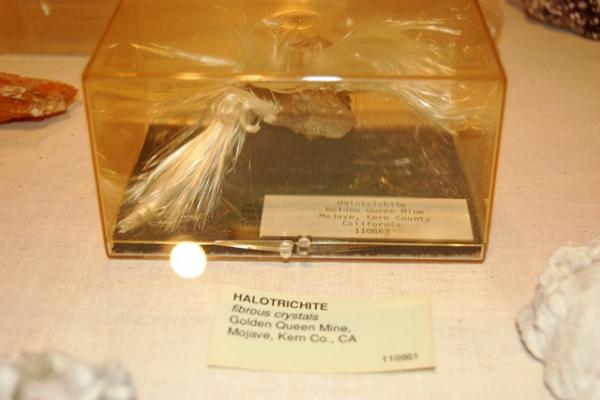 Halotrichite
Golden Queen Mine
Mojave, Kern County
California
110863
HALOTRICHITE
fibrous crystals
Golden Queen Mine,
Mojave, Kern Co., CA
110861